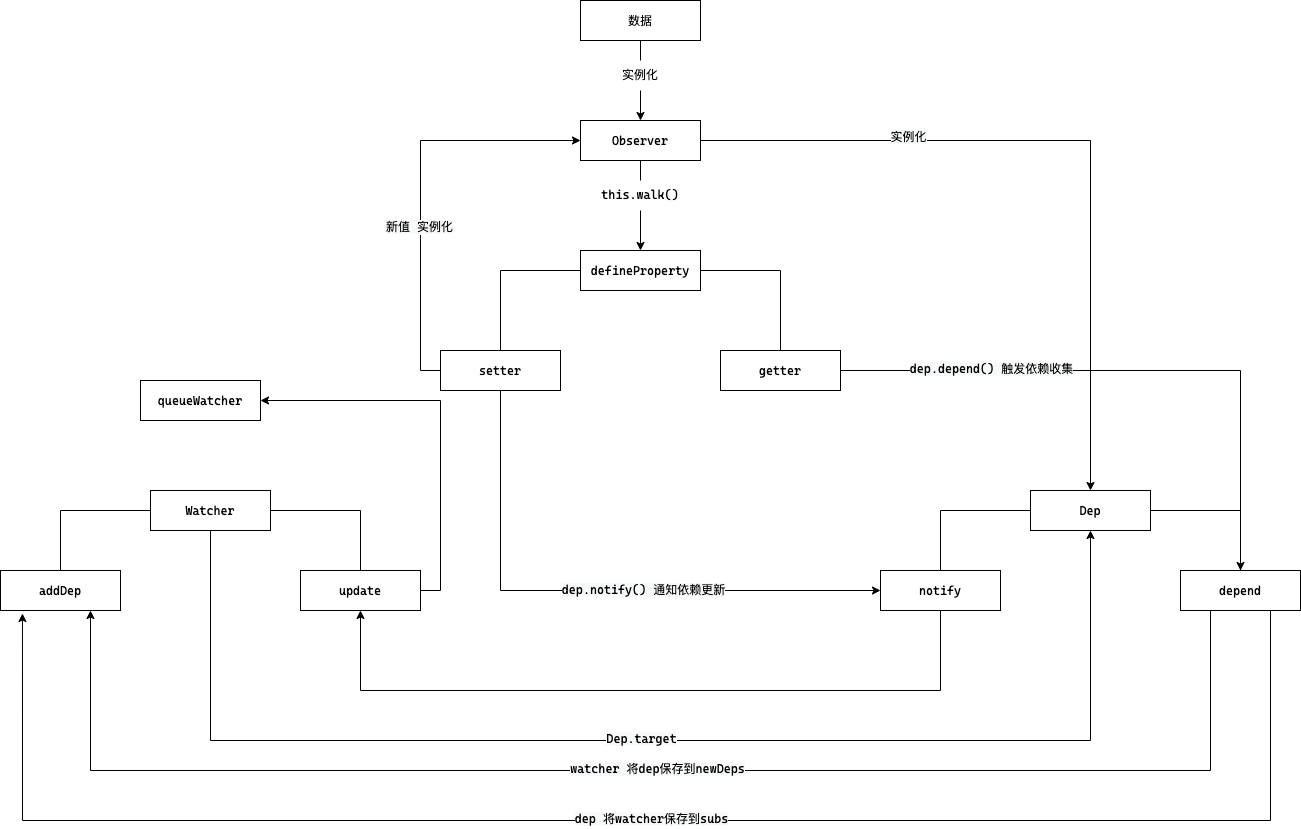 数据
实例化
Observer
实例化
this.walk()
新值 实例化
defineProperty
setter
getter
dep.depend() 触发依赖收集
queueWatcher
Watcher
Dep
addDep
update
dep.notify() 通知依赖更新
notify
depend
Dep.target
watcher 将dep保存到newDeps
dep 将watcher保存到subs